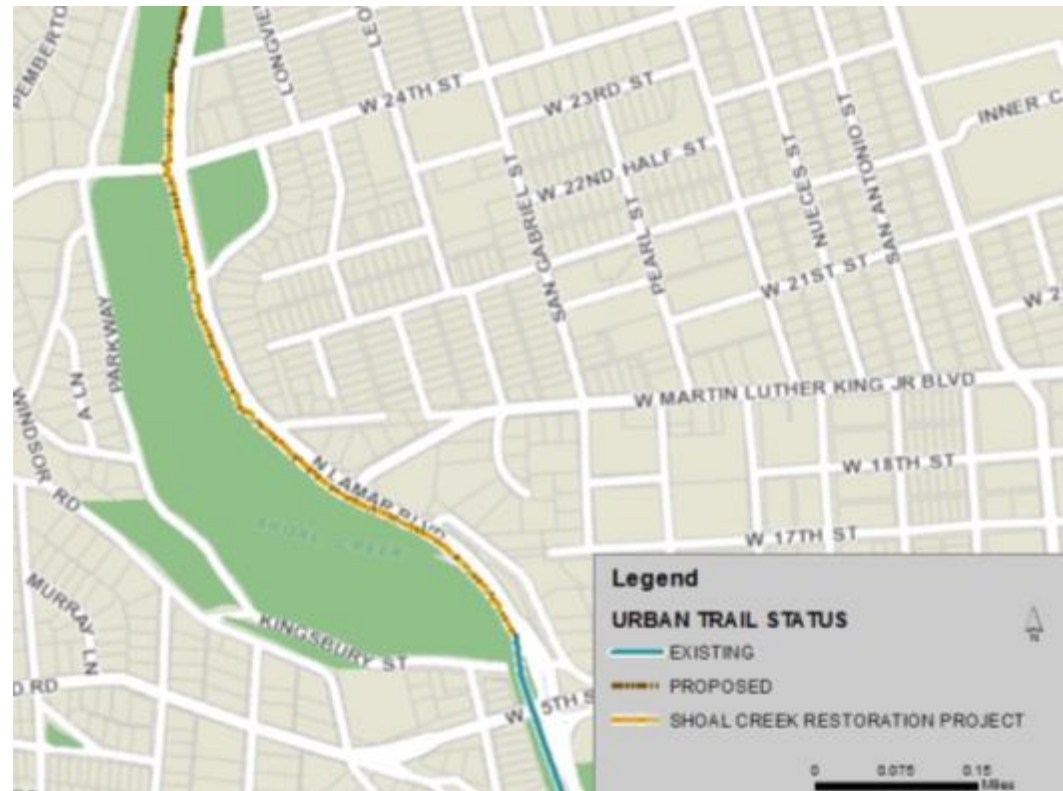 PEMBERTO
LONGVIE
LEO
W 24TH ST
W 23RD ST
W 22ND HALF ST
SAN GABRIEL ST
PEARL ST
NUECES ST
SAN ANTONIO ST
INNER C
W 21ST ST
W 2
PARKWAY
A LN
WINDSOR RD
W MARTIN LUTHER KING JR BLVD
W 18TH ST
W 17TH ST
N LAMAR BLVD
SHOAL CREEK
MURRAY LN
KINGSBURY ST
D RD
W 5TH S
Legend
URBAN TRAIL STATUS
EXISTING
PROPOSED
SHOAL CREEK RESTORATION PROJECT
N
0 0.075 0.15
Miles